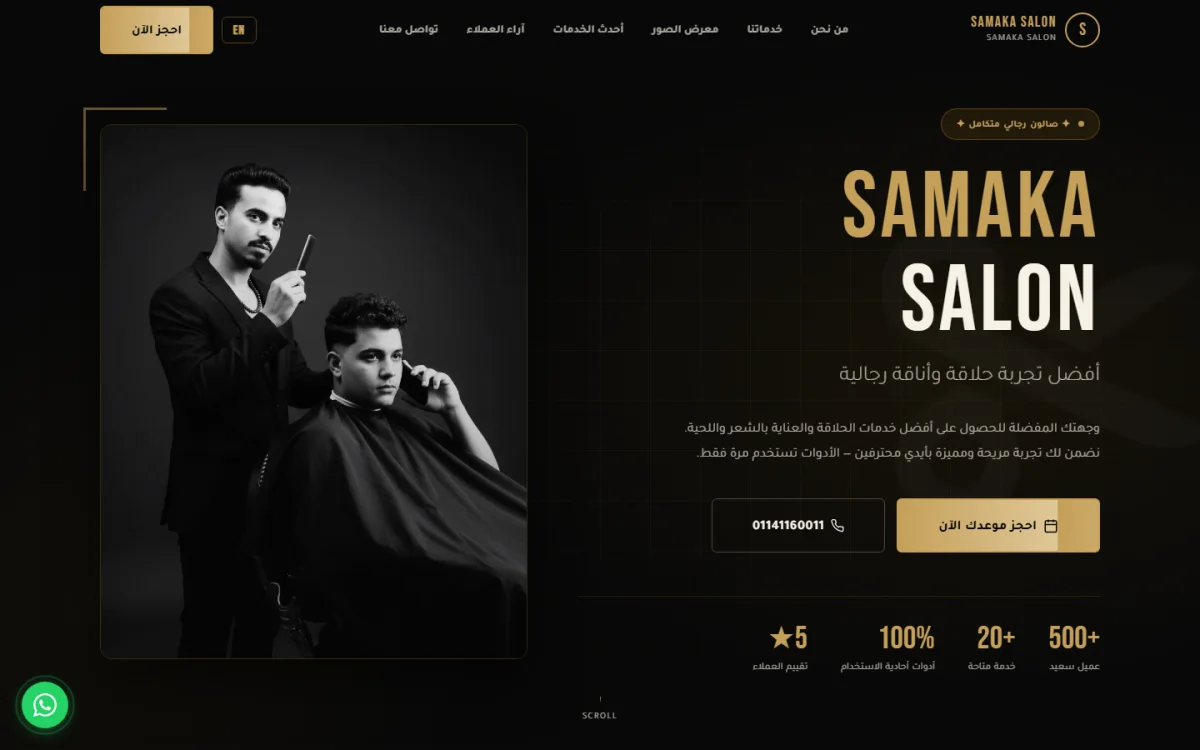 SAMAKA SALON
SAMAKA SALON
S
من نحن
خدماتنا
معرض الصور
أحدث الخدمات
آراء العملاء
تواصل معنا
EN
احجز الآن
✦ صالون رجالي متكامل ✦
SAMAKA
SALON
أفضل تجربة حلاقة وأناقة رجالية
وجهتك المفضلة للحصول على أفضل خدمات الحلاقة والعناية بالشعر واللحية.
نضمن لك تجربة مريحة ومميزة بأيدي محترفين – الأدوات تستخدم مرة فقط.
احجز موعدك الآن
01141160011
500+
عميل سعيد
20+
خدمة متاحة
100%
أدوات أحادية الاستخدام
5★
تقييم العملاء
SCROLL